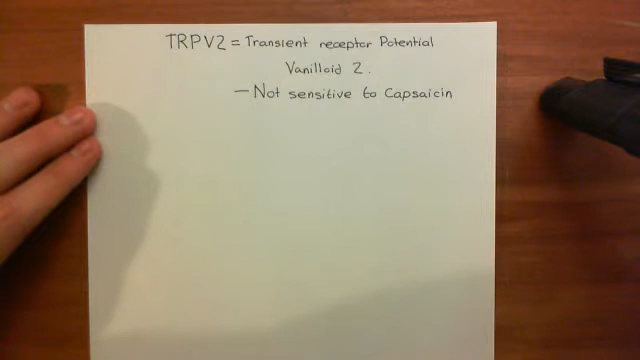 TRPV2 = Transient receptor Potential
Vanilloid 2.
- Not sensitive to Capsaicin